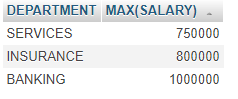 DEPARTMENT MAX(SALARY)
SERVICES 750000
INSURANCE 800000
BANKING 1000000